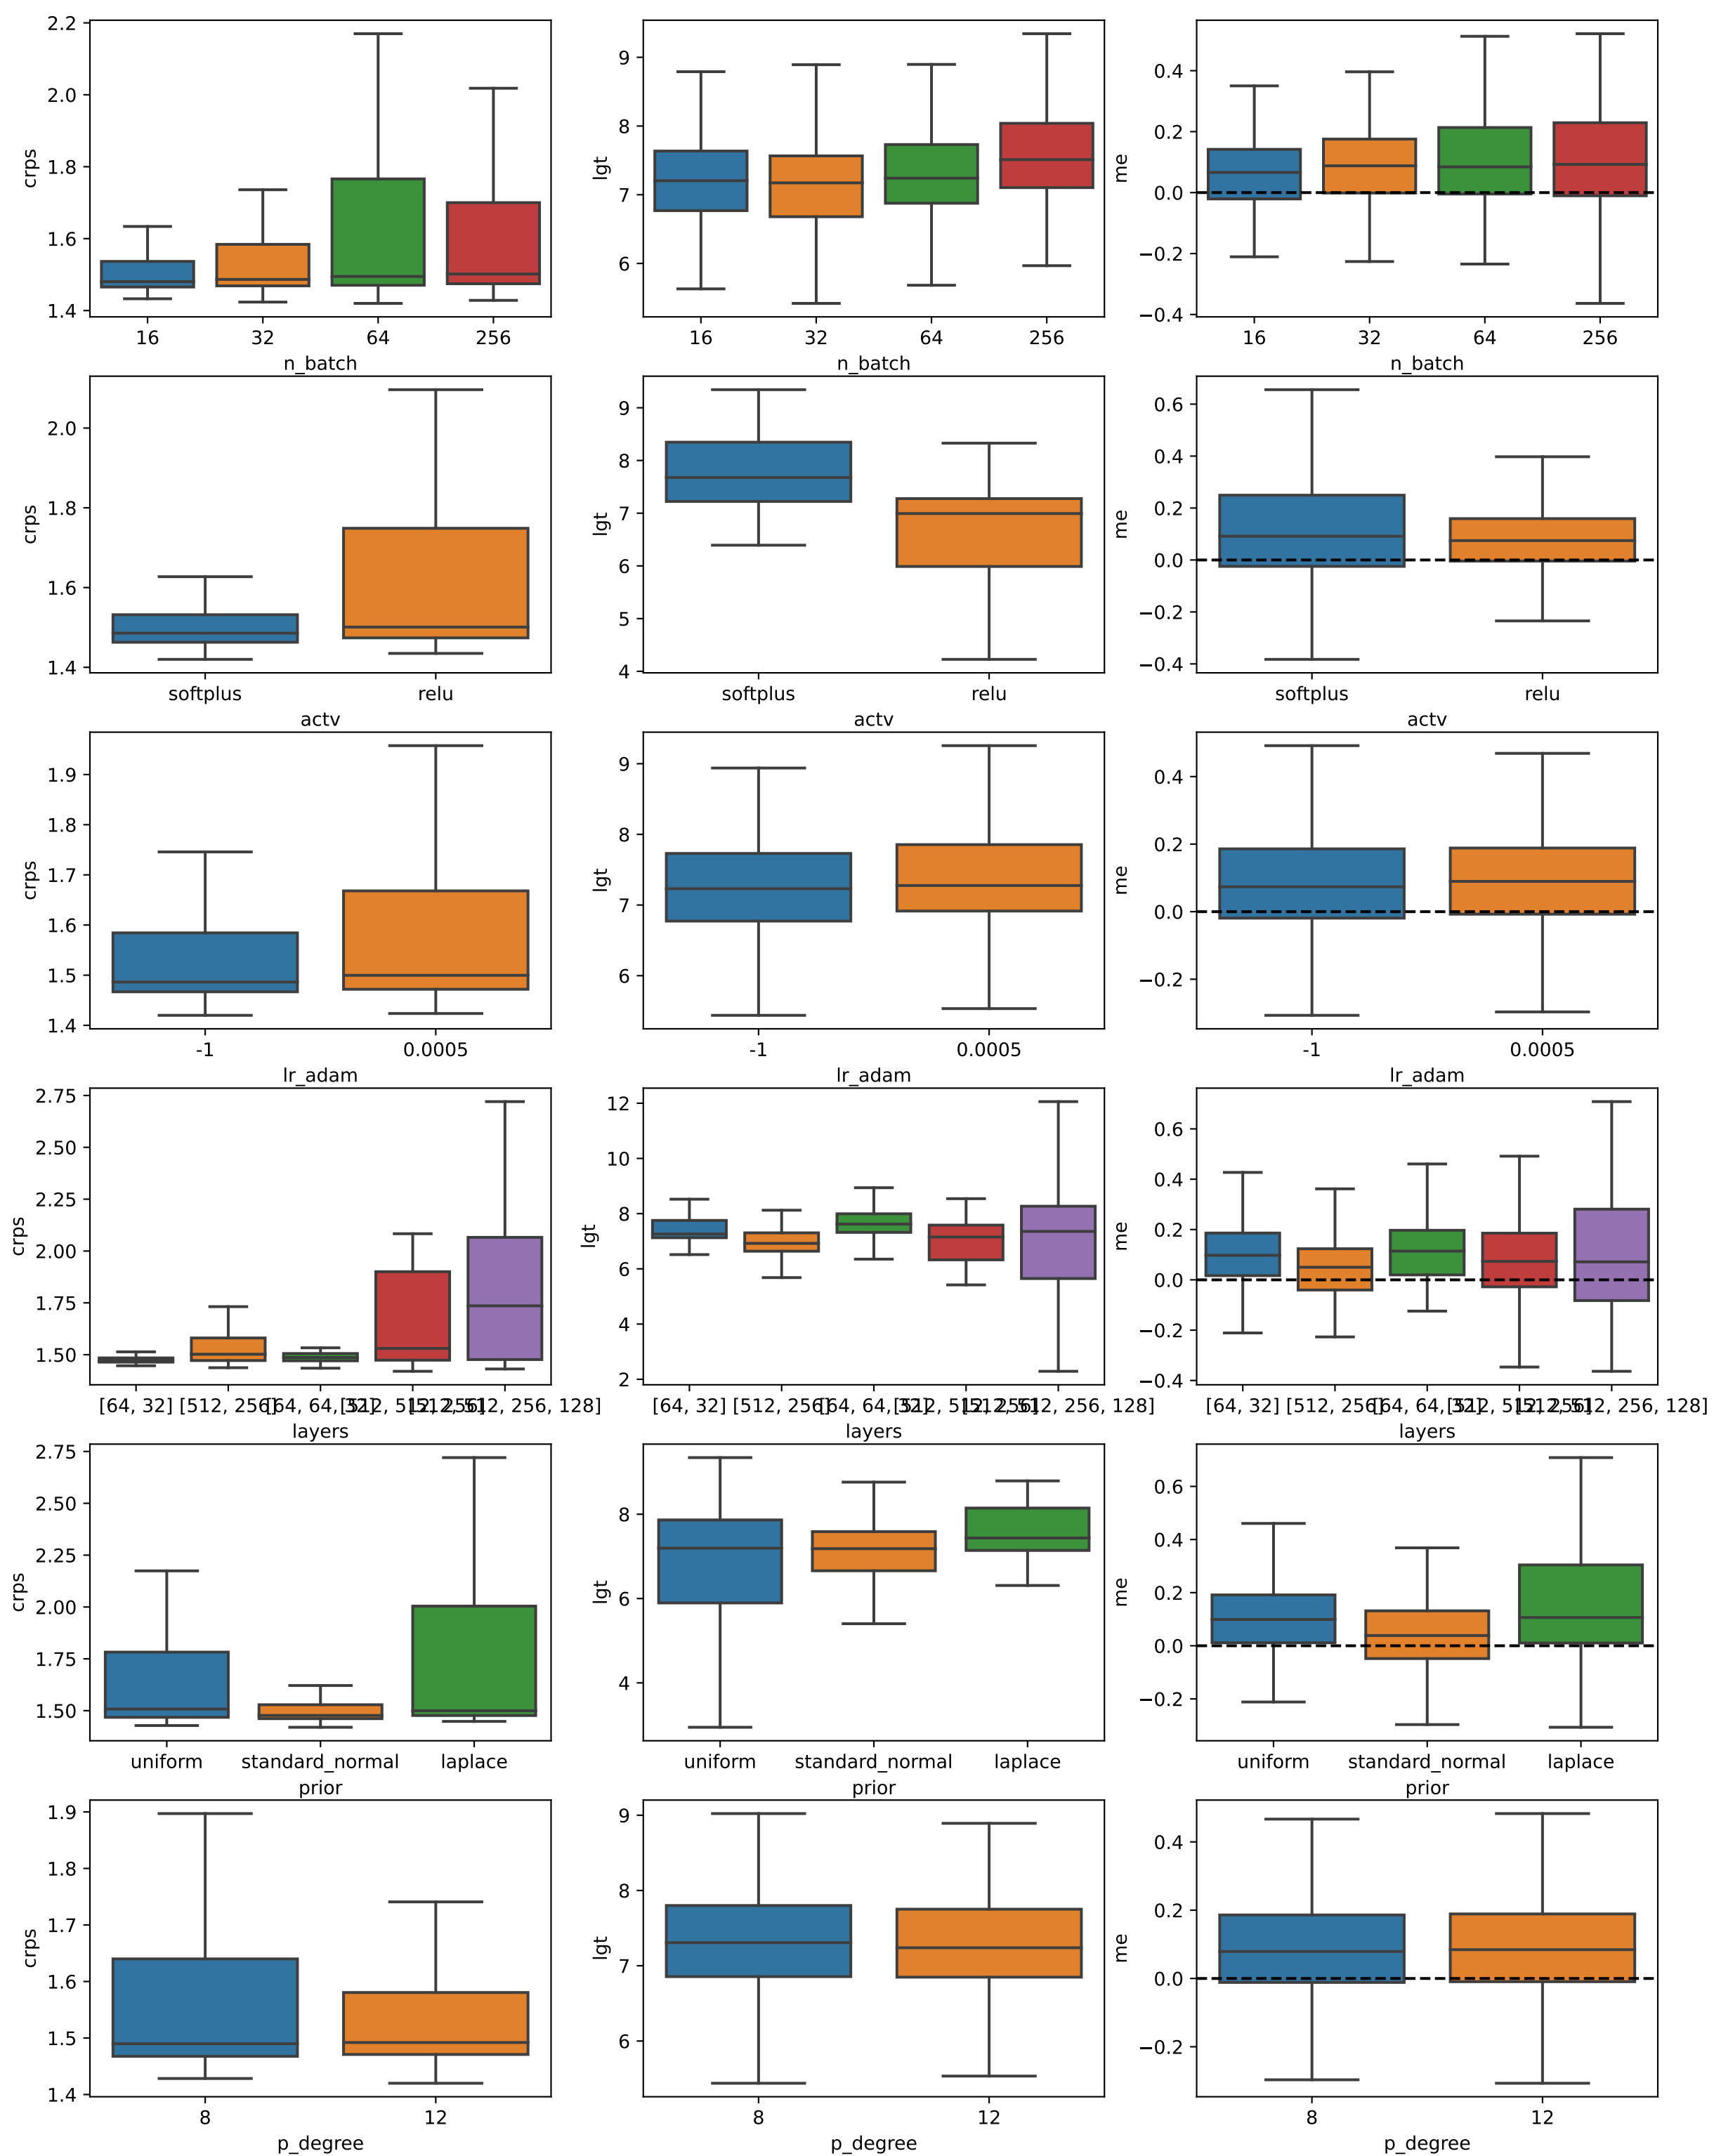 crps
2.2
2.0
1.8
1.6
1.4
16 32 64 256
n_batch
lgt
9
8
7
6
16 32 64 256
n_batch
me
0.4
0.2
0.0
−0.2
−0.4
16 32 64 256
n_batch
crps
2.0
1.8
1.6
1.4
softplus relu
actv
lgt
9
8
7
6
5
4
softplus relu
actv
me
0.6
0.4
0.2
0.0
−0.2
−0.4
softplus relu
actv
crps
1.9
1.8
1.7
1.6
1.5
1.4
-1 0.0005
lr_adam
lgt
9
8
7
6
-1 0.0005
lr_adam
me
0.4
0.2
0.0
−0.2
-1 0.0005
lr_adam
crps
2.75
2.50
2.25
2.00
1.75
1.50
[64, 32] [512, 256] 256, 128]
layers
lgt
12
10
8
6
4
2
[64, 32] [512, 256] 256, 128]
layers
me
0.6
0.4
0.2
0.0
−0.2
−0.4
[64, 32] [512, 256] 256, 128]
layers
crps
2.75
2.50
2.25
2.00
1.75
1.50
uniform standard_normal laplace
prior
lgt
8
6
4
uniform standard_normal laplace
prior
me
0.6
0.4
0.2
0.0
−0.2
uniform standard_normal laplace
prior
crps
1.9
1.8
1.7
1.6
1.5
1.4
8 12
p_degree
lgt
9
8
7
6
8 12
p_degree
me
0.4
0.2
0.0
−0.2
8 12
p_degree